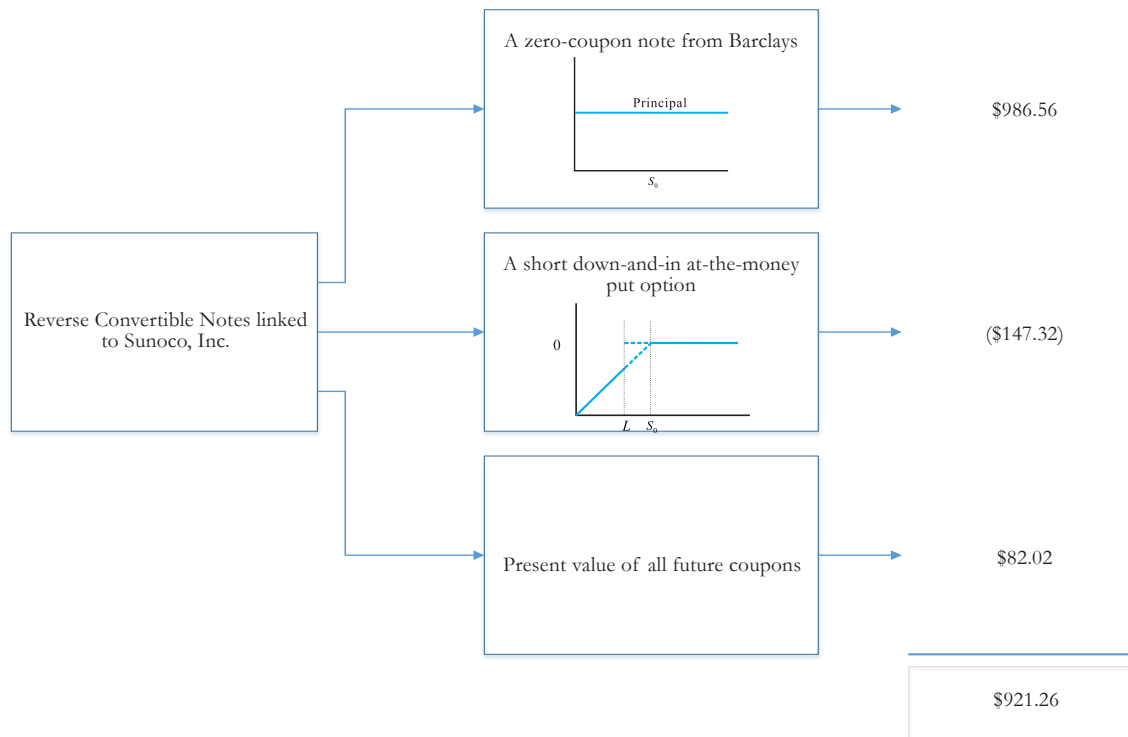 A zero-coupon note from Barclays
Principal
S₀
$986.56
Reverse Convertible Notes linked
to Sunoco, Inc.
A short down-and-in at-the-money
put option
0
L S₀
($147.32)
Present value of all future coupons
$82.02
$921.26